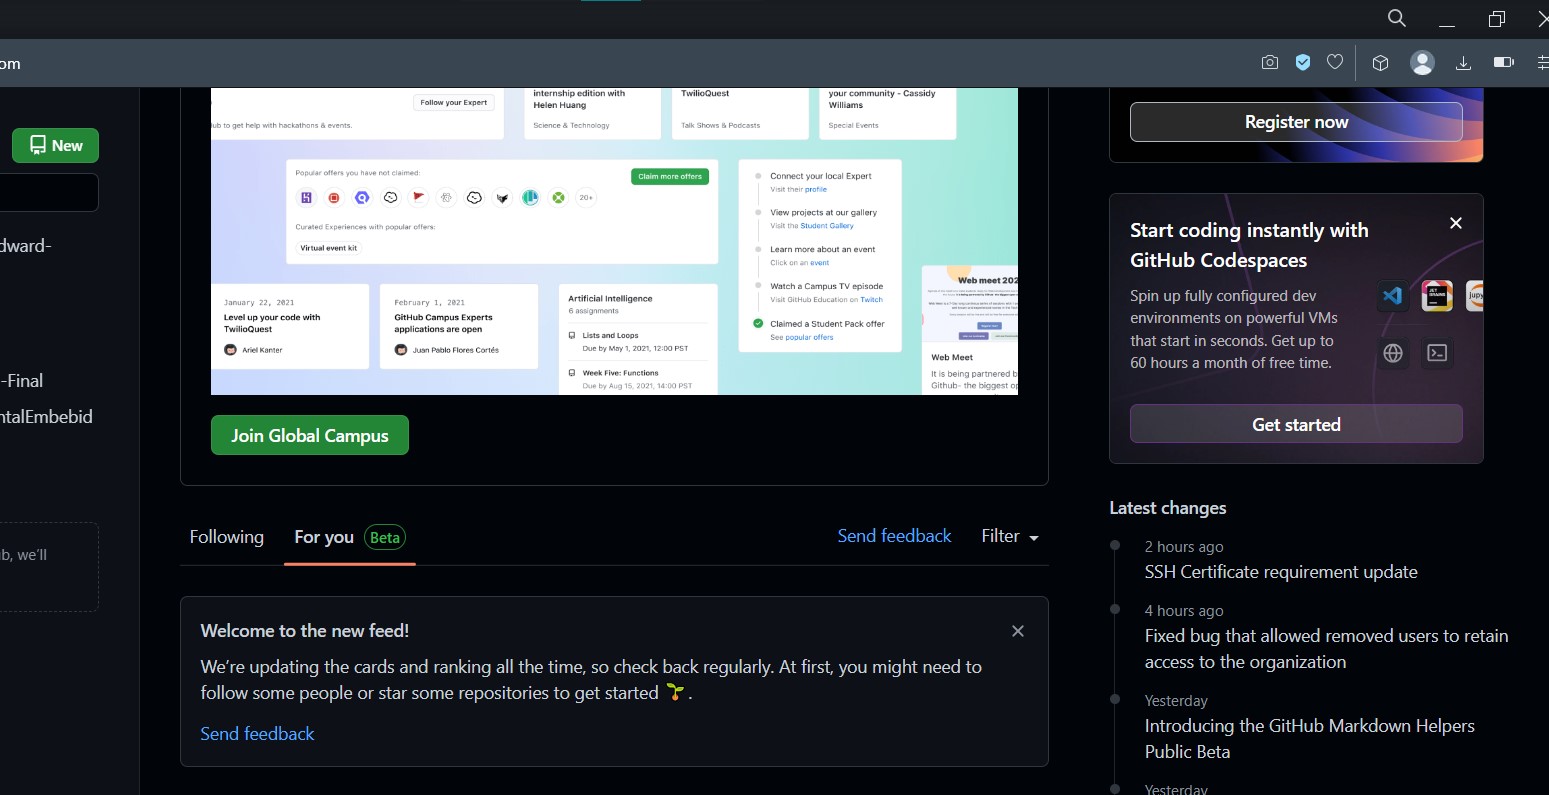 om
New
dward-
-Final
ntalEmbebid
b, we'll
Follow your Expert
ub to get help with hackathons & events.
internship edition with
Helen Huang
Science & Technology
TwilioQuest
Talk Shows & Podcasts
your community - Cassidy
Williams
Special Events
Popular offers you have not claimed:
Claim more offers
20+
Curated Experiences with popular offers:
Virtual event kit
Connect your local Expert
Visit their profile
View projects at our gallery
Visit the Student Gallery
Learn more about an event
Click on an event
Watch a Campus TV episode
Visit GitHub Education on Twitch
Claimed a Student Pack offer
See popular offers
January 22, 2021
Level up your code with
TwilioQuest
Ariel Kanter
February 1, 2021
GitHub Campus Experts
applications are open
Juan Pablo Flores Cortés
Artificial Intelligence
6 assignments
Lists and Loops
Due by May 1, 2021, 12:00 PST
Week Five: Functions
Due by Aug 15, 2021, 14:00 PST
Web meet 202
Web Meet
It is being partnered b
Github- the biggest op
Join Global Campus
Following
For you Beta
Send feedback
Filter
Welcome to the new feed!
We're updating the cards and ranking all the time, so check back regularly. At first, you might need to
follow some people or star some repositories to get started 🌱.
Send feedback
Register now
Start coding instantly with
GitHub Codespaces
Spin up fully configured dev
environments on powerful VMs
that start in seconds. Get up to
60 hours a month of free time.
JET
BRAINS
jupy
Get started
Latest changes
2 hours ago
SSH Certificate requirement update
4 hours ago
Fixed bug that allowed removed users to retain
access to the organization
Yesterday
Introducing the GitHub Markdown Helpers
Public Beta
Yesterday